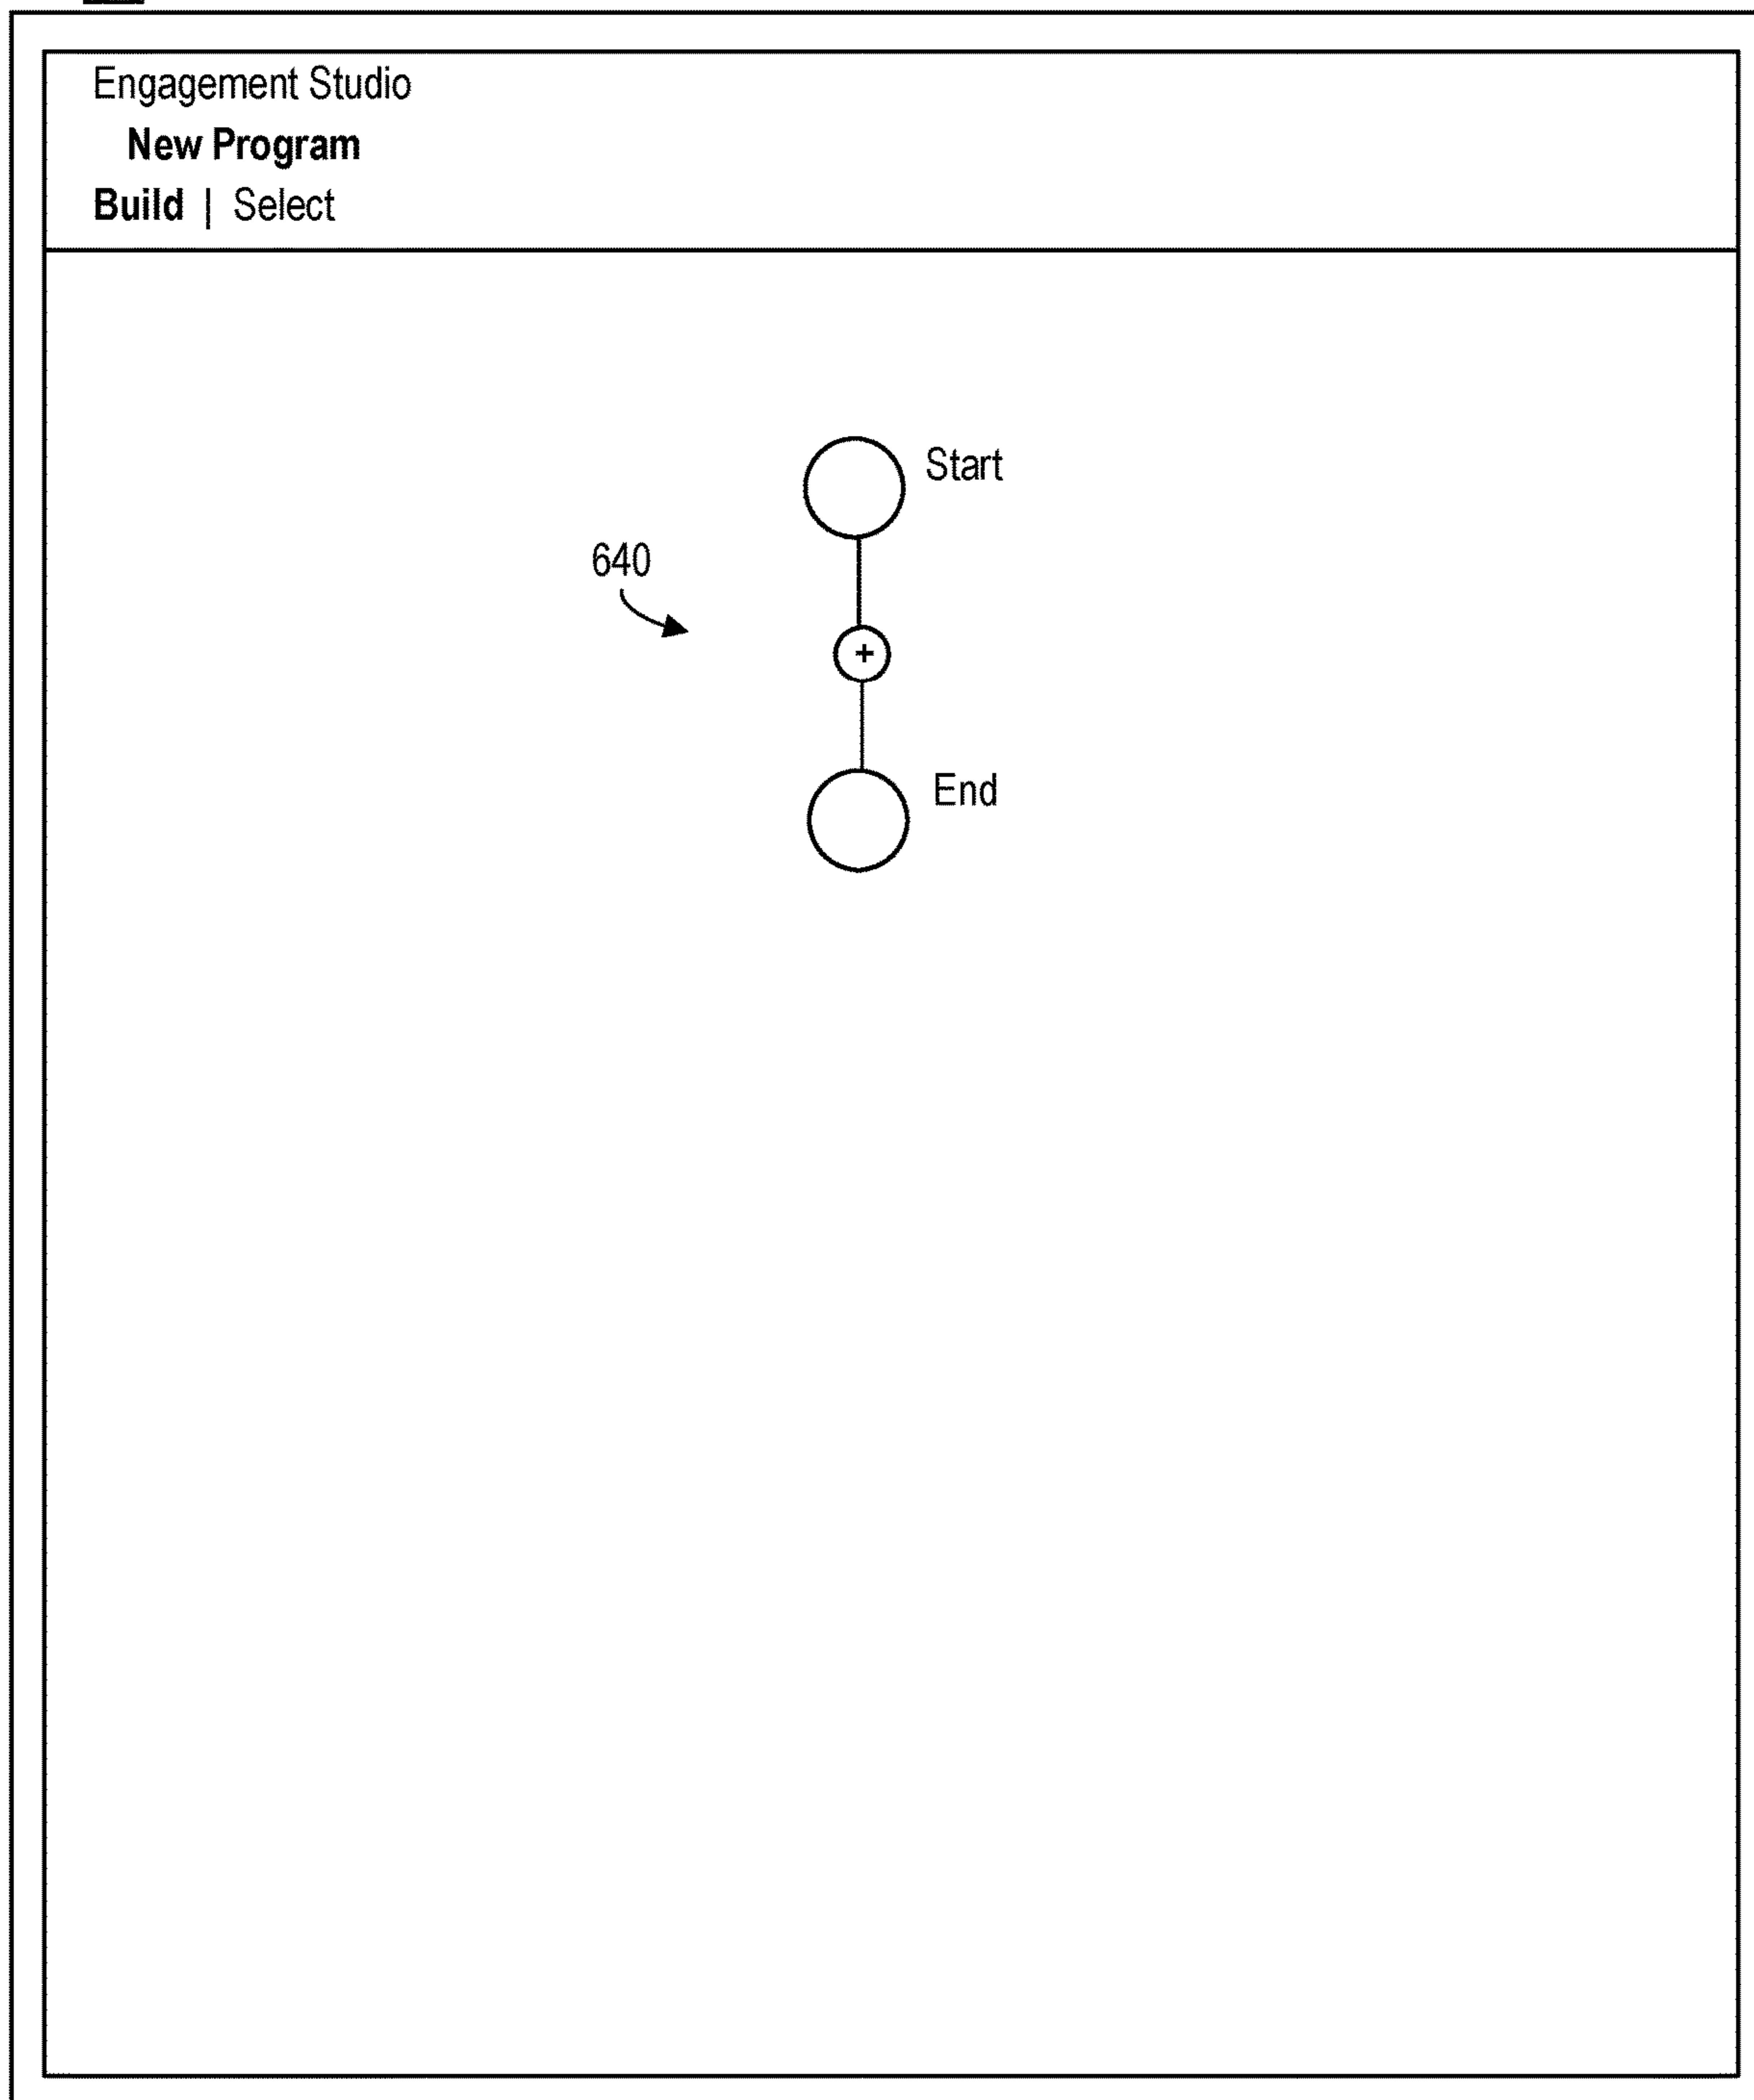 Engagement Studio
New Program
Build | Select
Start
640
+
End